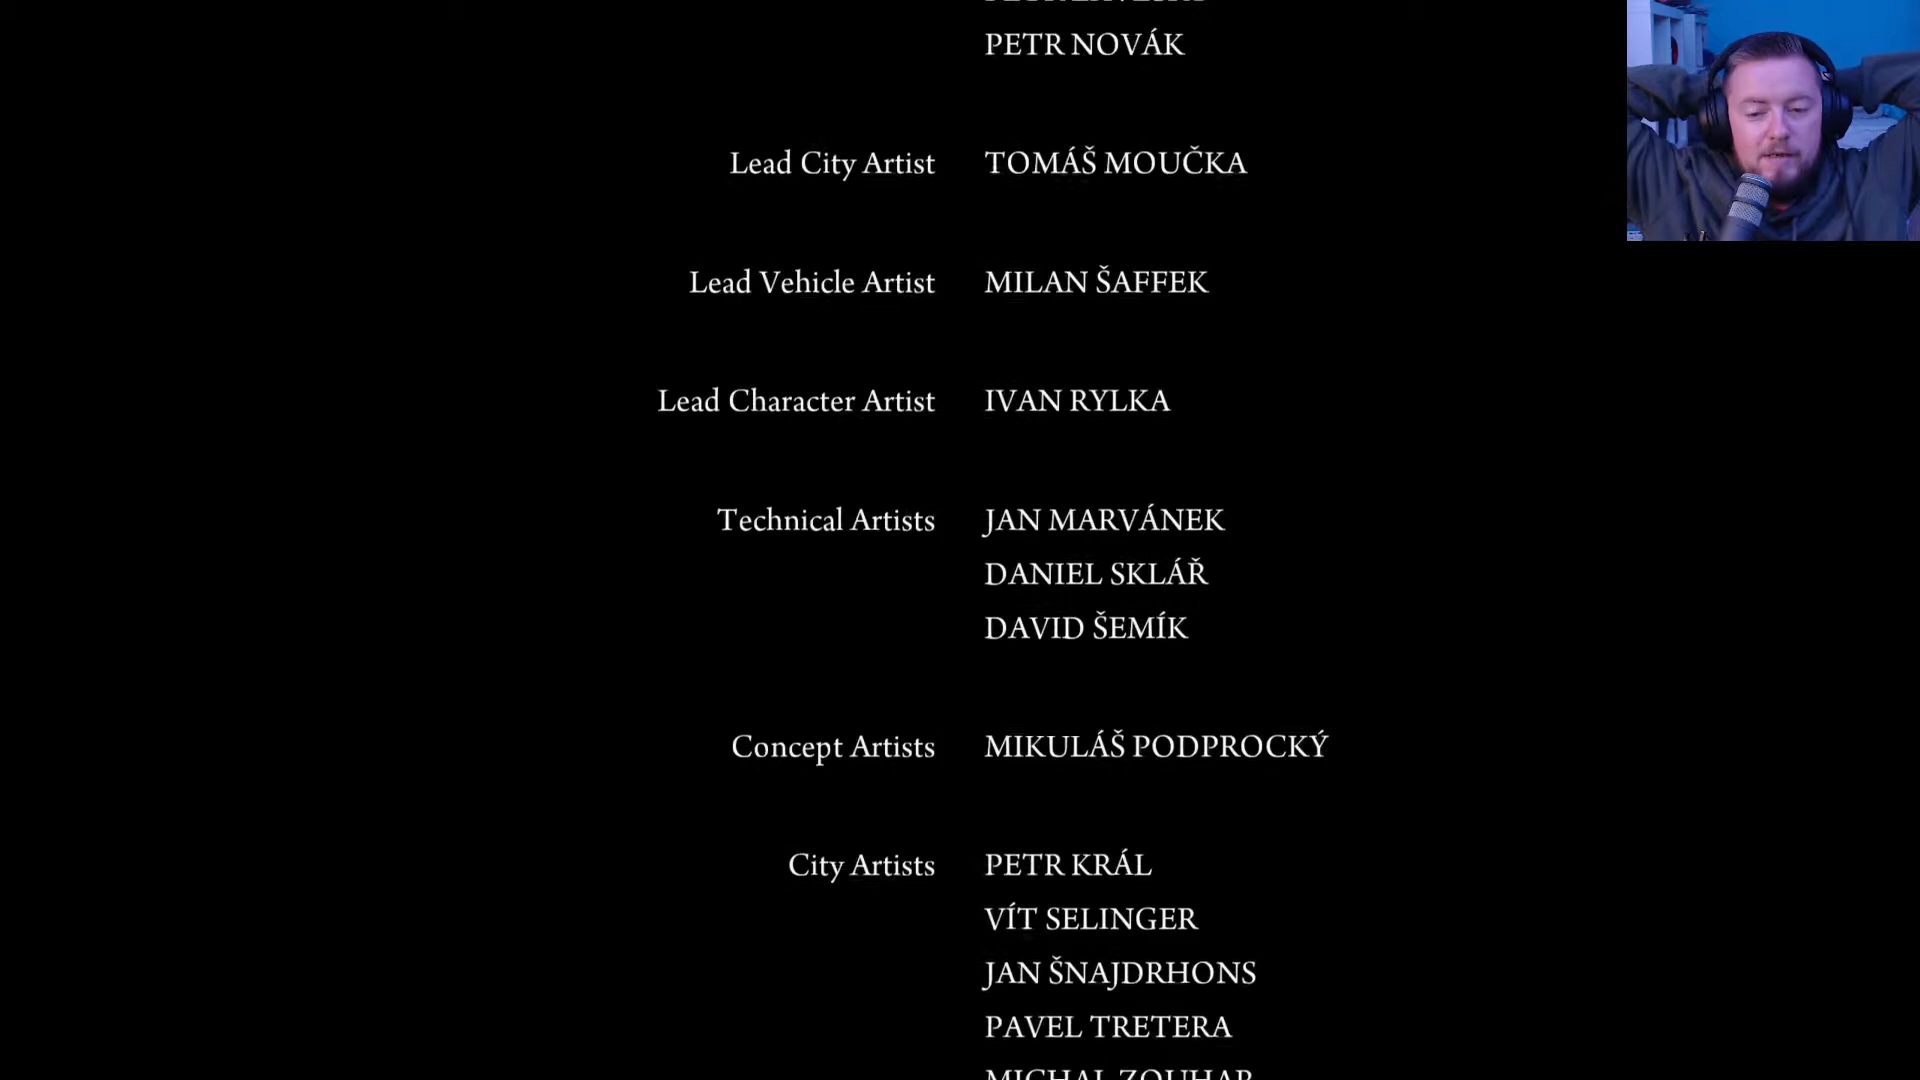 PETR NOVÁK
Lead City Artist TOMÁŠ MOUČKA
Lead Vehicle Artist MILAN ŠAFFEK
Lead Character Artist IVAN RYLKA
Technical Artists JAN MARVÁNEK
DANIEL SKLÁŘ
DAVID ŠEMÍK
Concept Artists MIKULÁŠ PODPROCKÝ
City Artists PETR KRÁL
VÍT SELINGER
JAN ŠNAJDRHONS
PAVEL TRETERA
MICHAL ZOUHAR